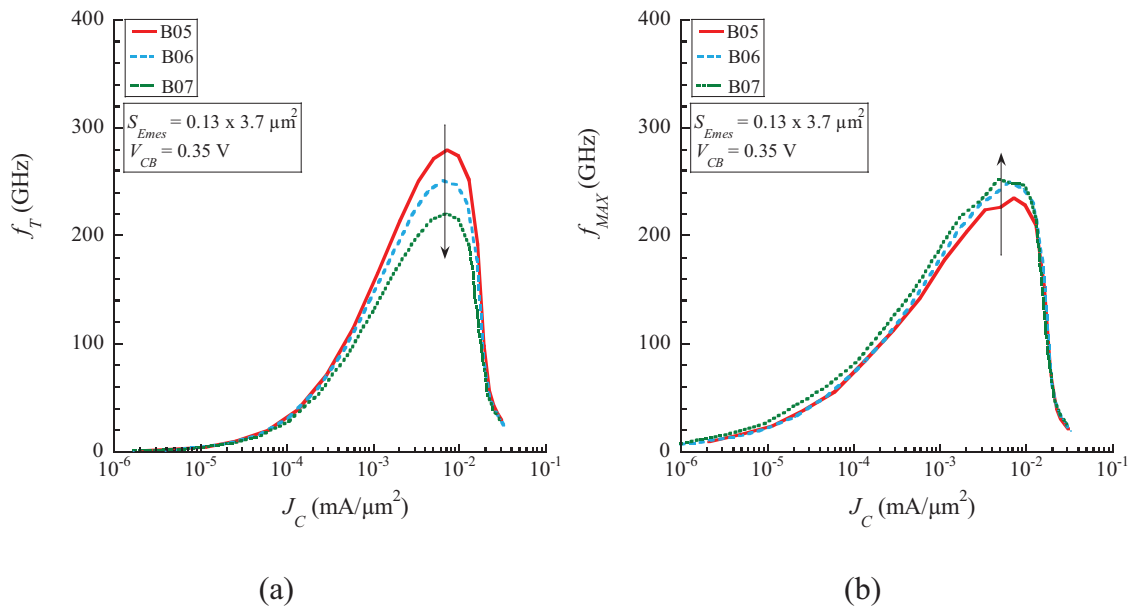 400
300
200
100
0
f_T (GHz)
B05
B06
B07
S_Emes = 0.13 x 3.7 µm²
V_CB = 0.35 V
10⁻⁶ 10⁻⁵ 10⁻⁴ 10⁻³ 10⁻² 10⁻¹
J_C (mA/µm²)
(a)
400
300
200
100
0
f_MAX (GHz)
B05
B06
B07
S_Emes = 0.13 x 3.7 µm²
V_CB = 0.35 V
10⁻⁶ 10⁻⁵ 10⁻⁴ 10⁻³ 10⁻² 10⁻¹
J_C (mA/µm²)
(b)